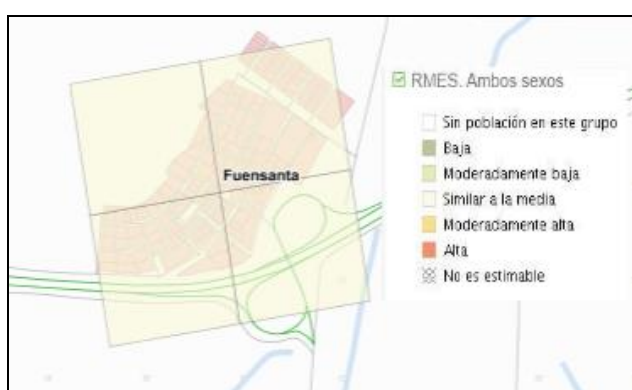 RMES. Ambos sexos
Sin población en este grupo
Baja
Moderadamente baja
Fuensanta
Similar a la media
Moderadamente alta
Alta
No es estimable